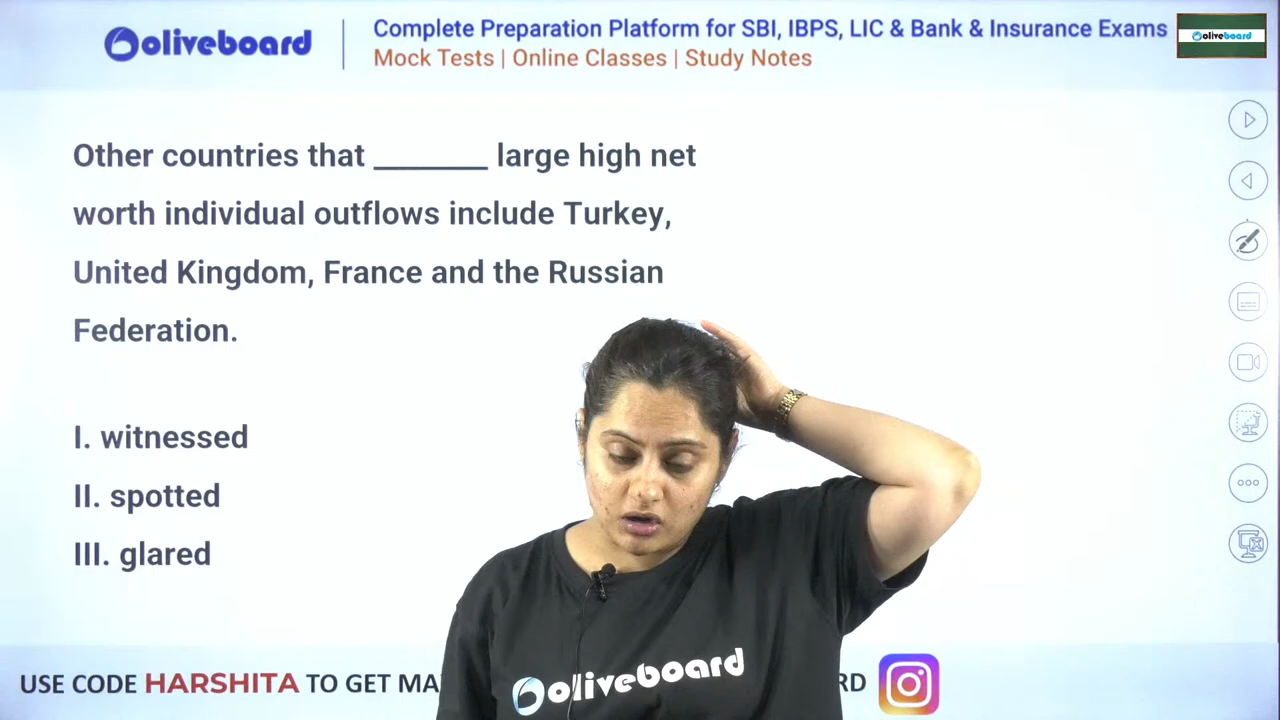 oliveboard
Complete Preparation Platform for SBI, IBPS, LIC & Bank & Insurance Exams
Mock Tests | Online Classes | Study Notes
oliveboard
Other countries that ________ large high net
worth individual outflows include Turkey,
United Kingdom, France and the Russian
Federation.
I. witnessed
II. spotted
III. glared
oliveboard
USE CODE HARSHITA TO GET